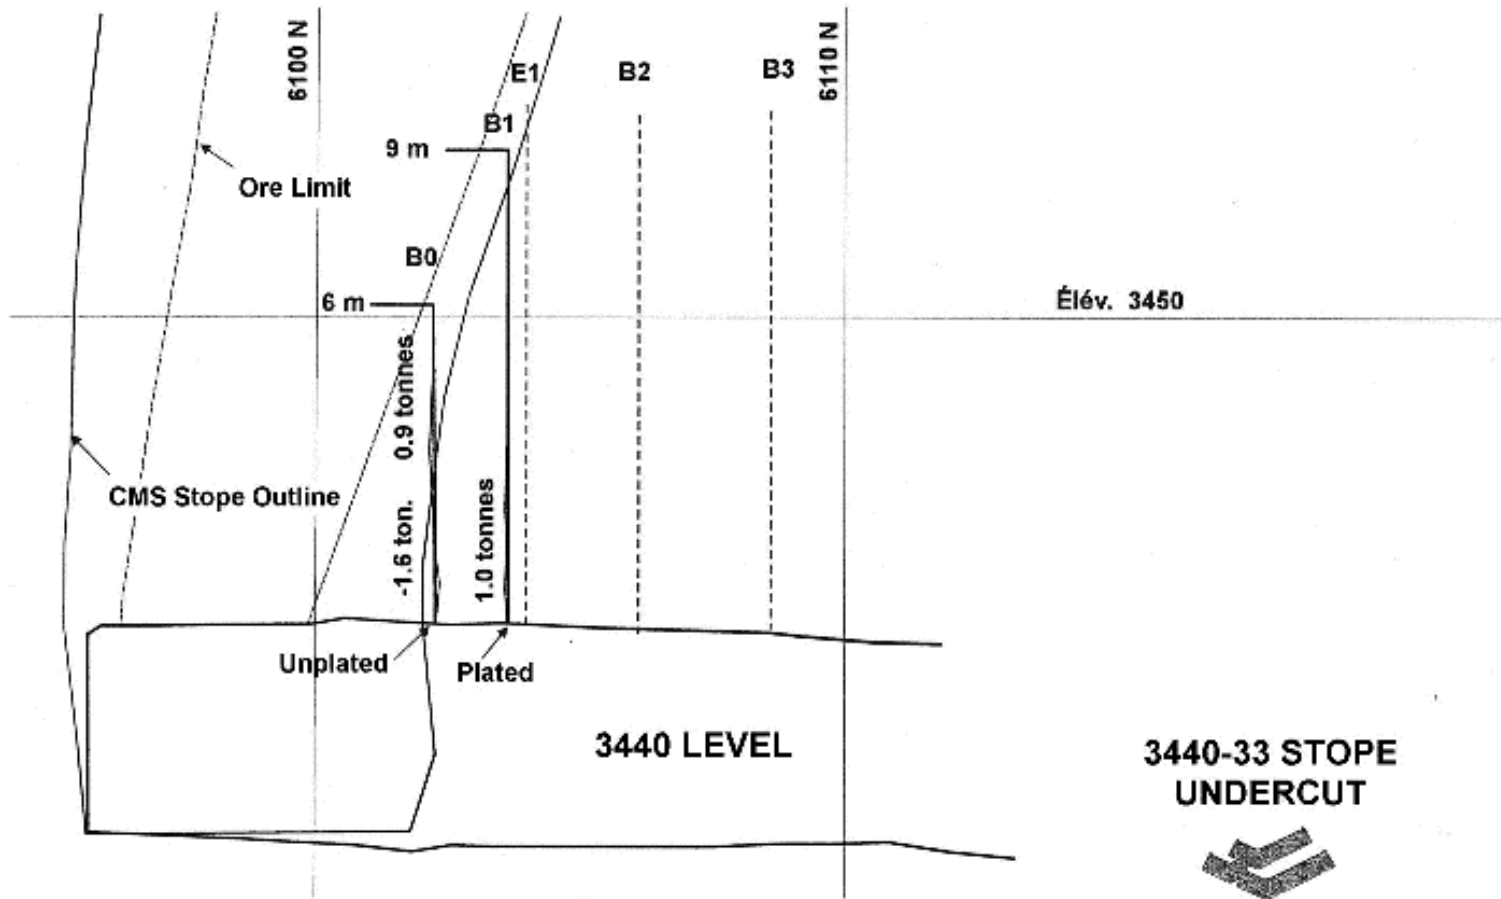 6100 N
6110 N
E1
B2
B3
B1
9 m
Ore Limit
B0
6 m
Élév. 3450
0.9 tonnes
CMS Stope Outline
-1.6 ton.
1.0 tonnes
Unplated
Plated
3440 LEVEL
3440-33 STOPE
UNDERCUT